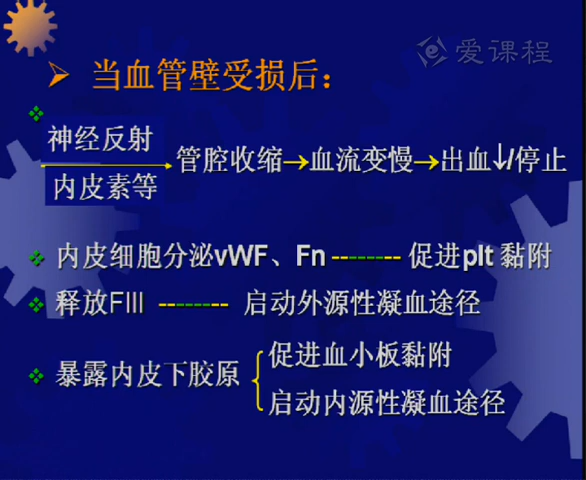 爱课程
当血管壁受损后：
神经反射
内皮素等
管腔收缩→血流变慢→出血↓/停止
内皮细胞分泌vWF、Fn ------- 促进plt 黏附
释放FIII ------- 启动外源性凝血途径
暴露内皮下胶原
促进血小板黏附
启动内源性凝血途径